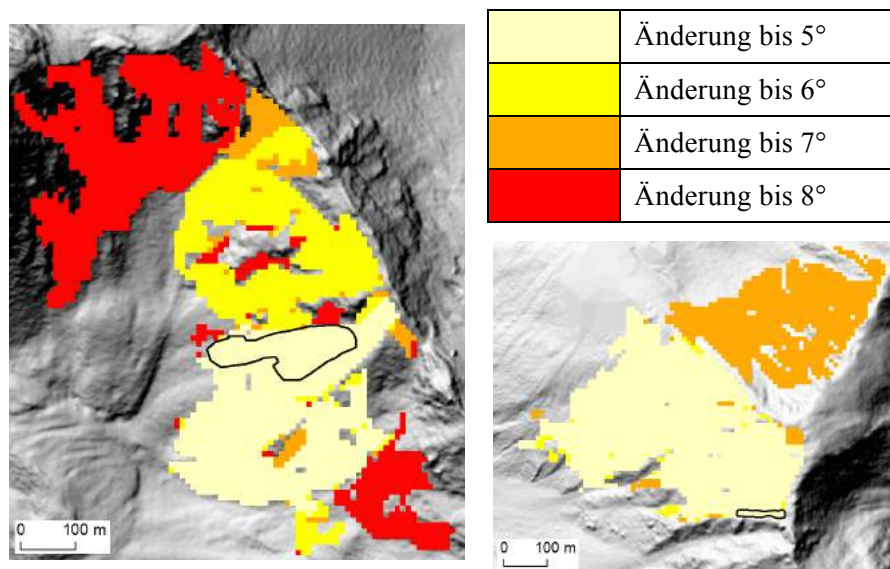 Änderung bis 5°
Änderung bis 6°
Änderung bis 7°
Änderung bis 8°
0 100 m
0 100 m